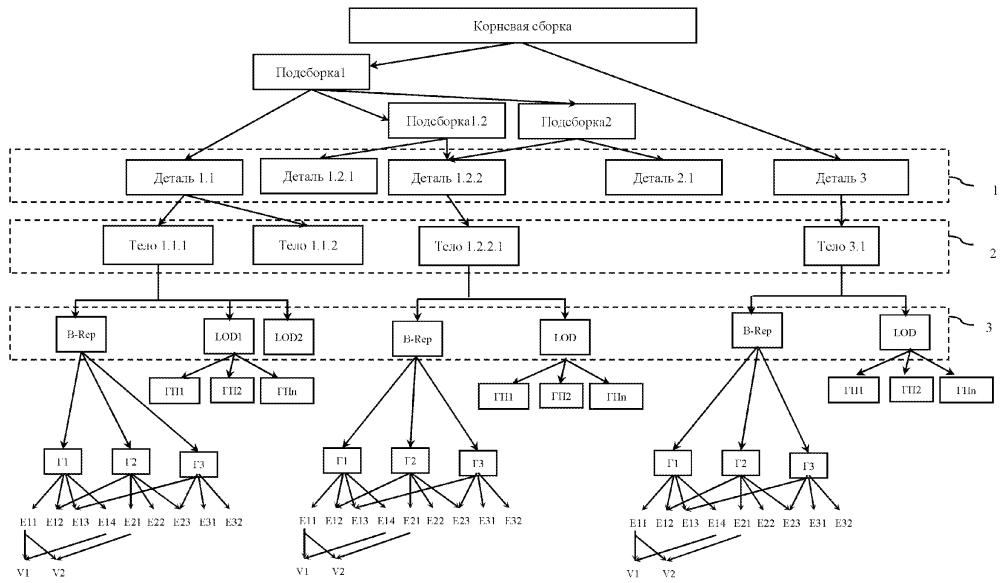 Корневая сборка
Подсборка1
Подсборка1.2
Подсборка2
Деталь 1.1
Деталь 1.2.1
Деталь 1.2.2
Деталь 2.1
Деталь 3
1
Тело 1.1.1
Тело 1.1.2
Тело 1.2.2.1
Тело 3.1
2
B-Rep
LOD1
LOD2
B-Rep
LOD
B-Rep
LOD
3
ГП1
ГП2
ГПn
ГП1
ГП2
ГПn
ГП1
ГП2
ГПn
Г1
Г2
Г3
Г1
Г2
Г3
Г1
Г2
Г3
E11 E12 E13 E14 E21 E22 E23 E31 E32
E11 E12 E13 E14 E21 E22 E23 E31 E32
E11 E12 E13 E14 E21 E22 E23 E31 E32
V1 V2
V1 V2
V1 V2